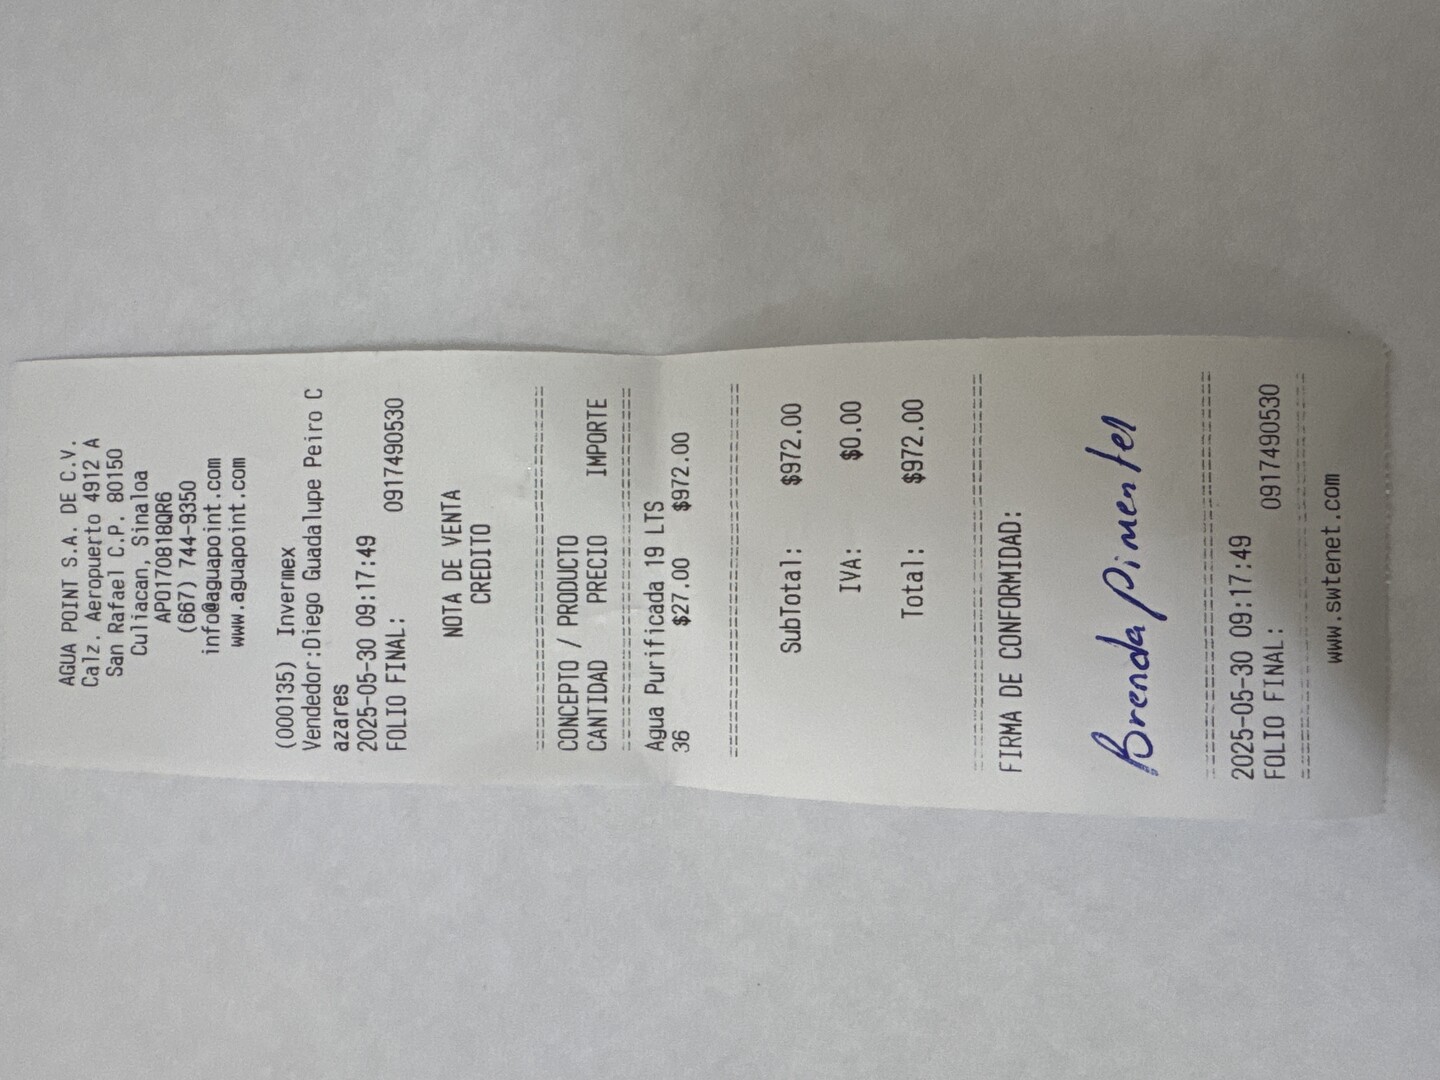 AGUA POINT S.A. DE C.V.
Calz. Aeropuerto 4912 A
San Rafael C.P. 80150
Culiacan, Sinaloa
APO170818QR6
(667) 744-9350
info@aguapoint.com
www.aguapoint.com
(000135) Invermex
Vendedor:Diego Guadalupe Peiro C
azares
2025-05-30 09:17:49
FOLIO FINAL: 0917490530
NOTA DE VENTA
CREDITO
================================
CONCEPTO / PRODUCTO
CANTIDAD PRECIO IMPORTE
================================
Agua Purificada 19 LTS
36 $27.00 $972.00
================================
SubTotal: $972.00
IVA: $0.00
Total: $972.00
================================
FIRMA DE CONFORMIDAD:
Brenda Pimentel
================================
2025-05-30 09:17:49
FOLIO FINAL: 0917490530
================================
www.swtenet.com